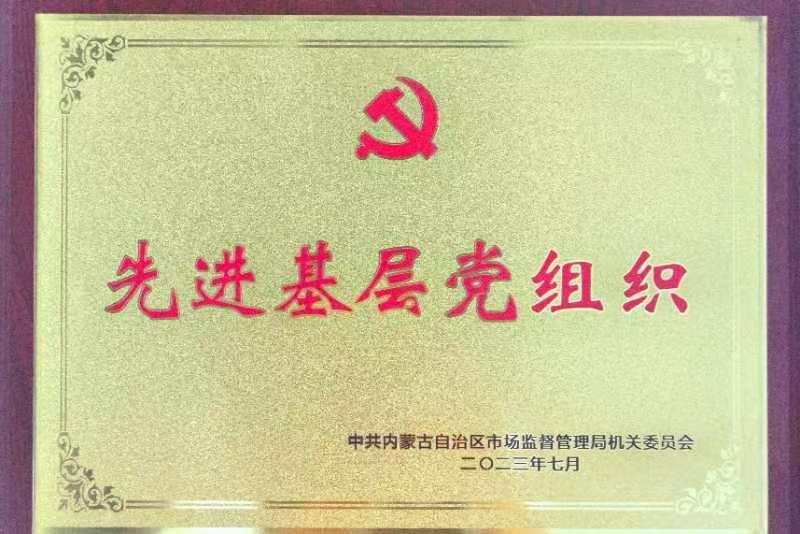 先进基层党组织
中共内蒙古自治区市场监督管理局机关委员会
二〇二三年七月